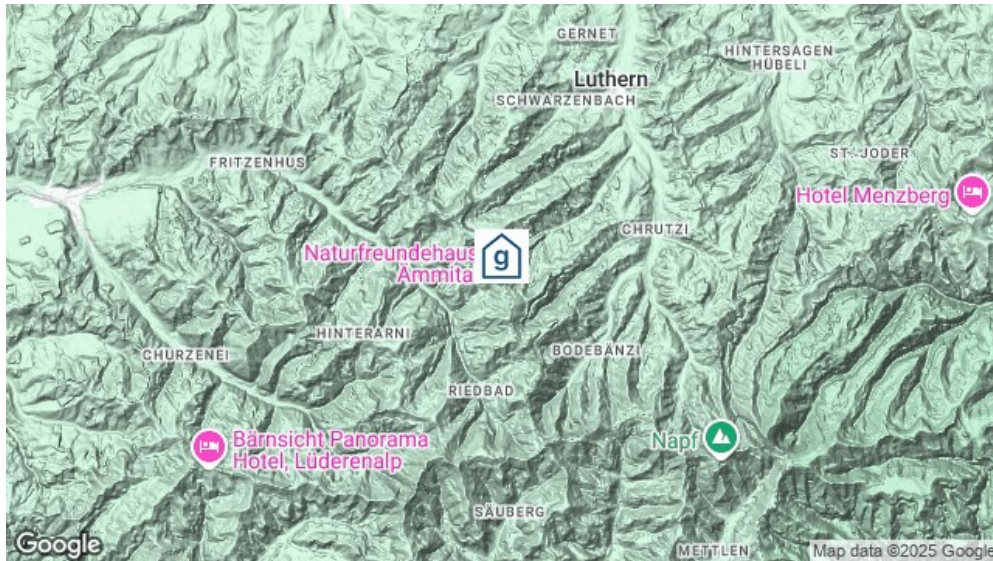 GERNET
HINTERSAGEN
HÜBELI
Luthern
SCHWARZENBACH
FRITZENHUS
ST. JODER
Hotel Menzberg
CHRUTZI
Naturfreundehaus
Ämmita
g
HINTERARNI
CHURZENEI
BODEBÄNZI
RIEDBAD
Bärnsicht Panorama
Hotel, Lüderenalp
Napf
SÄUBERG
METTLEN
Google
Map data ©2025 Google